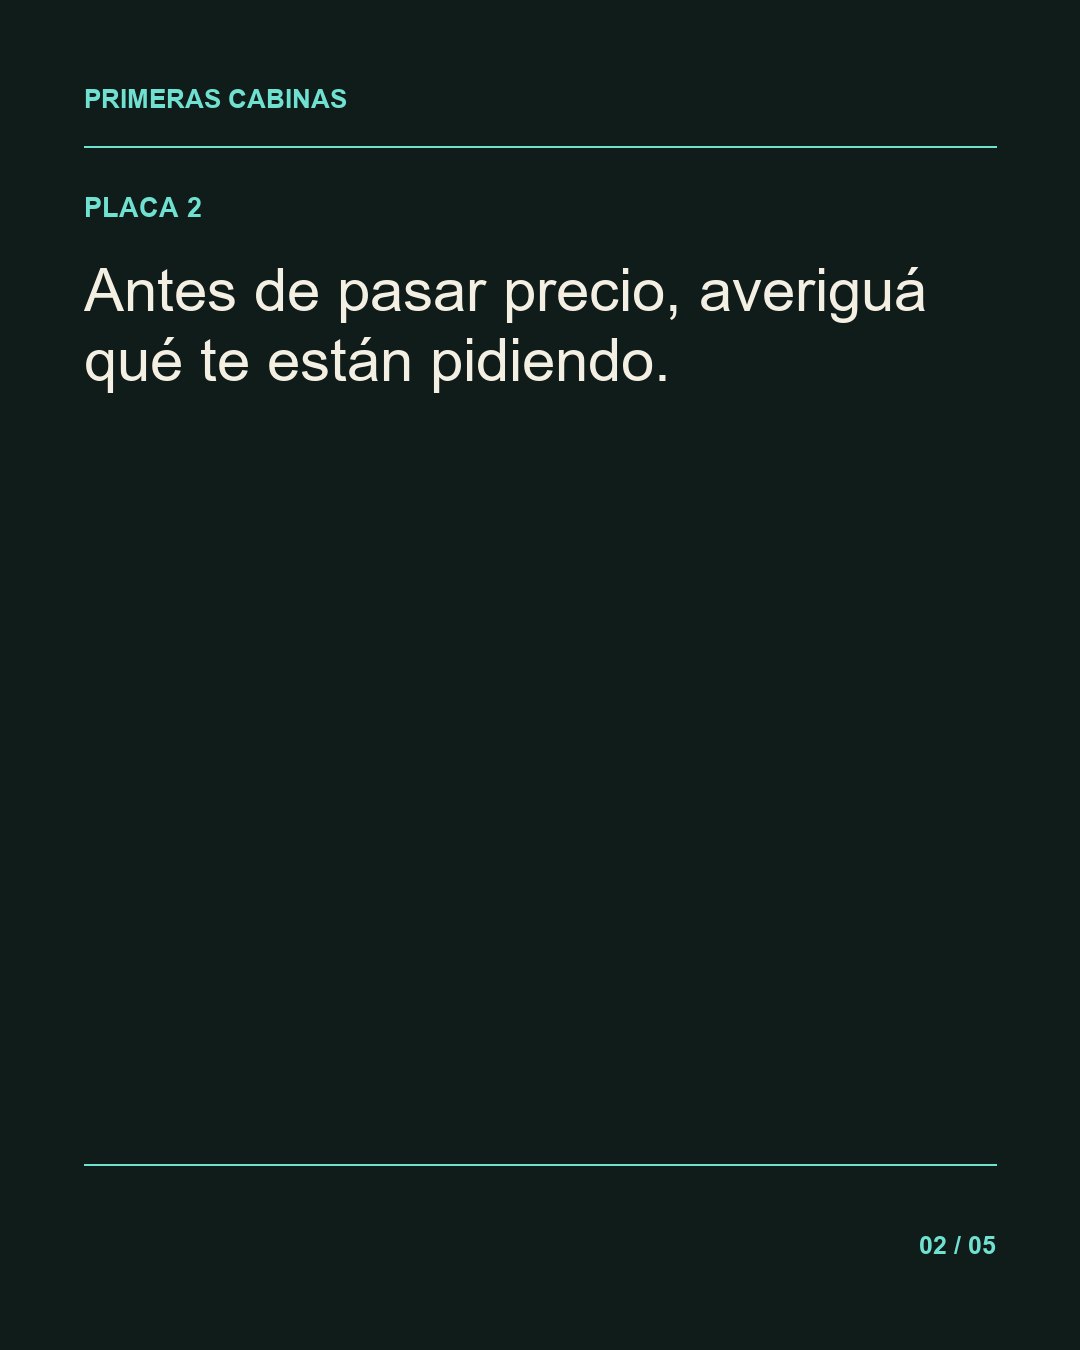 PRIMERAS CABINAS
PLACA 2
Antes de pasar precio, averiguá
qué te están pidiendo.
02 / 05